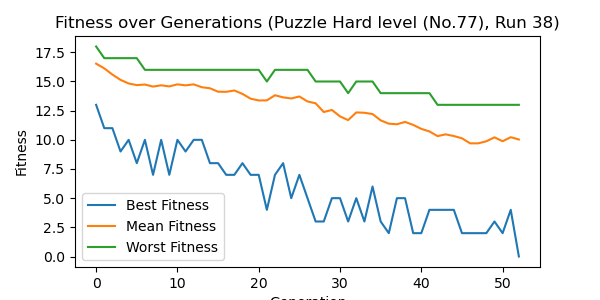 Fitness over Generations (Puzzle Hard level (No.77), Run 38)
Fitness
17.5
15.0
12.5
10.0
7.5
5.0
2.5
0.0
Best Fitness
Mean Fitness
Worst Fitness
0 10 20 30 40 50
Generation